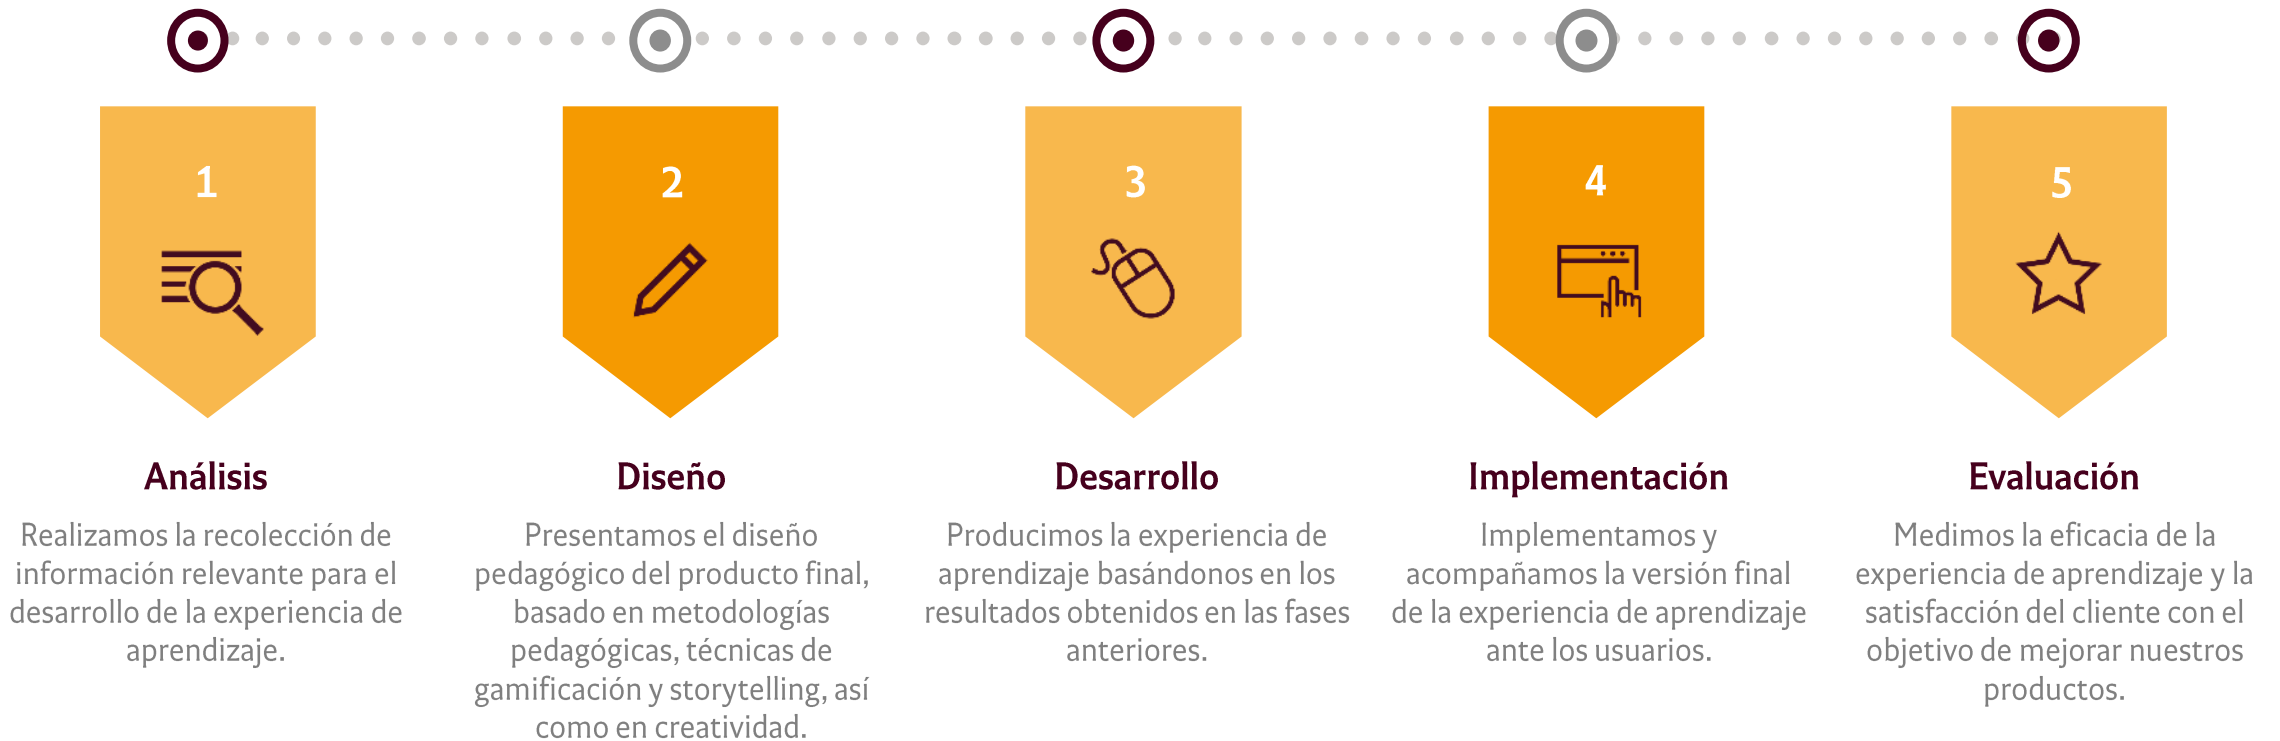 1
Análisis
Realizamos la recolección de
información relevante para el
desarrollo de la experiencia de
aprendizaje.
2
Diseño
Presentamos el diseño
pedagógico del producto final,
basado en metodologías
pedagógicas, técnicas de
gamificación y storytelling, así
como en creatividad.
3
Desarrollo
Producimos la experiencia de
aprendizaje basándonos en los
resultados obtenidos en las fases
anteriores.
4
Implementación
Implementamos y
acompañamos la versión final
de la experiencia de aprendizaje
ante los usuarios.
5
Evaluación
Medimos la eficacia de la
experiencia de aprendizaje y la
satisfacción del cliente con el
objetivo de mejorar nuestros
productos.